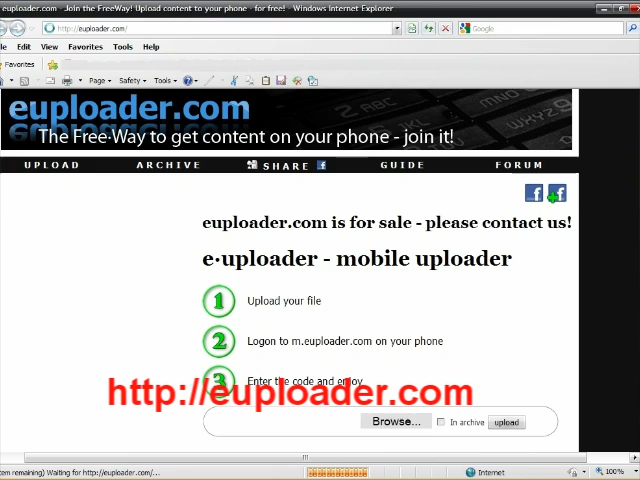 euploader.com - Join the FreeWay! Upload content to your phone - for free! - Windows Internet Explorer
http://euploader.com/
Google
Edit View Favorites Tools Help
Favorites
Page Safety Tools
euploader.com
The Free·Way to get content on your phone - join it!
UPLOAD ARCHIVE SHARE GUIDE FORUM
euploader.com is for sale - please contact us!
e·uploader - mobile uploader
1 Upload your file
2 Logon to m.euploader.com on your phone
3 Enter the code and enjoy
http://euploader.com
Browse... In archive upload
(item remaining) Waiting for http://euploader.com/... Internet 100%